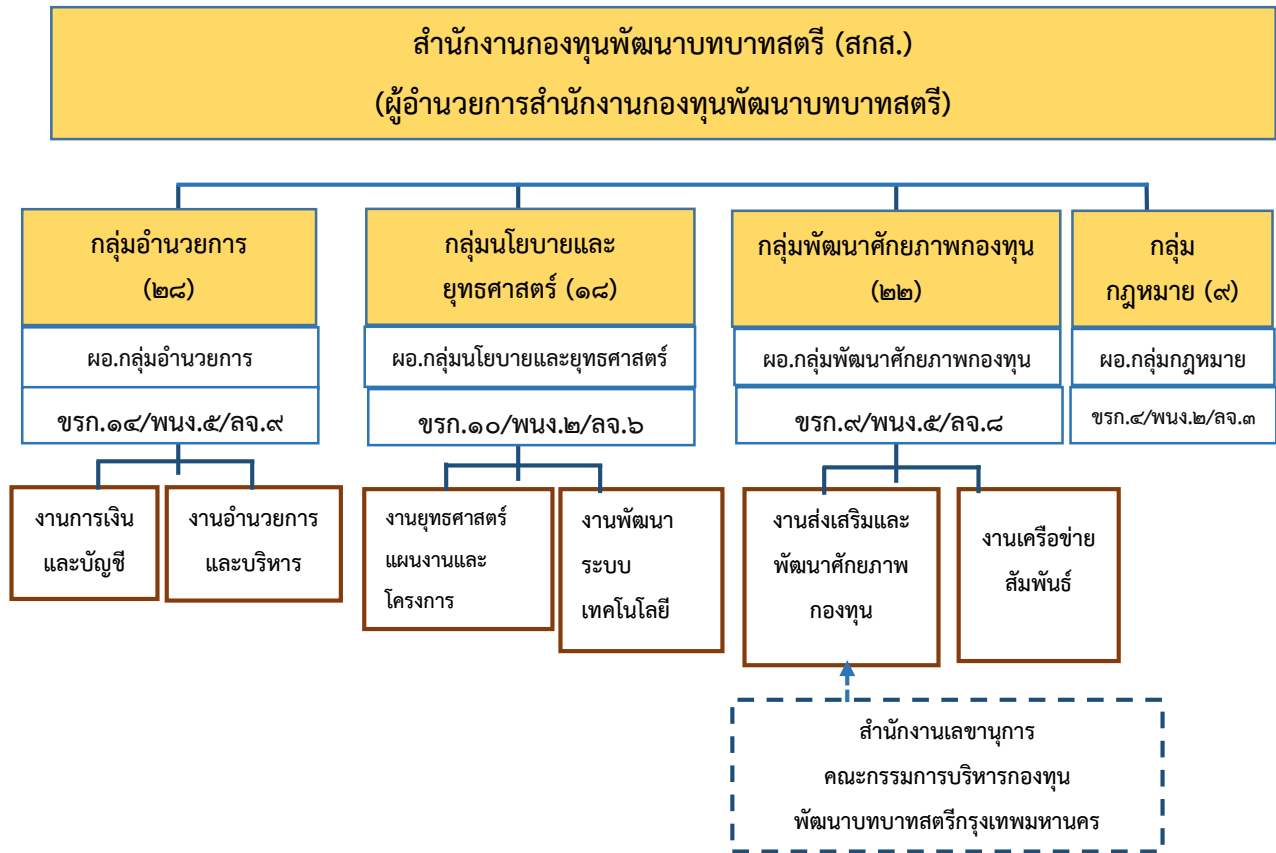 สำนักงานกองทุนพัฒนาบทบาทสตรี (สกส.)
(ผู้อำนวยการสำนักงานกองทุนพัฒนาบทบาทสตรี)
กลุ่มอำนวยการ
(๒๘)
ผอ.กลุ่มอำนวยการ
ขรก.๑๔/พนง.๕/ลจ.๙
กลุ่มนโยบายและ
ยุทธศาสตร์ (๑๘)
ผอ.กลุ่มนโยบายและยุทธศาสตร์
ขรก.๑๐/พนง.๒/ลจ.๖
กลุ่มพัฒนาศักยภาพกองทุน
(๒๒)
ผอ.กลุ่มพัฒนาศักยภาพกองทุน
ขรก.๙/พนง.๕/ลจ.๘
กลุ่ม
กฎหมาย (๙)
ผอ.กลุ่มกฎหมาย
ขรก.๔/พนง.๒/ลจ.๓
งานการเงิน
และบัญชี
งานอำนวยการ
และบริหาร
งานยุทธศาสตร์
แผนงานและ
โครงการ
งานพัฒนา
ระบบ
เทคโนโลยี
งานส่งเสริมและ
พัฒนาศักยภาพ
กองทุน
งานเครือข่าย
สัมพันธ์
สำนักงานเลขานุการ
คณะกรรมการบริหารกองทุน
พัฒนาบทบาทสตรีกรุงเทพมหานคร